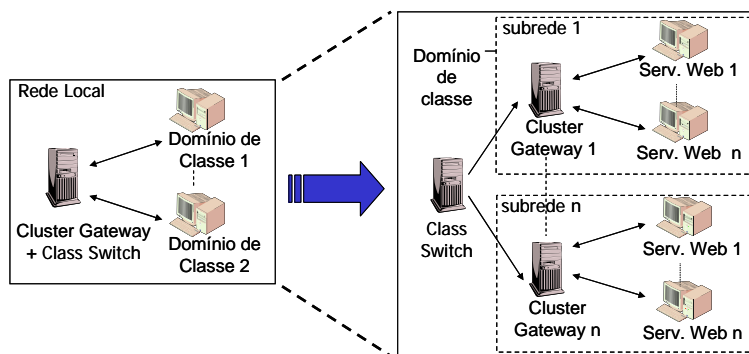 Rede Local
Domínio de
Classe 1
Cluster Gateway
+ Class Switch
Domínio de
Classe 2
Domínio
de
classe
subrede 1
Serv. Web 1
Cluster
Gateway 1
Serv. Web n
Class
Switch
subrede n
Serv. Web 1
Cluster
Gateway n
Serv. Web n